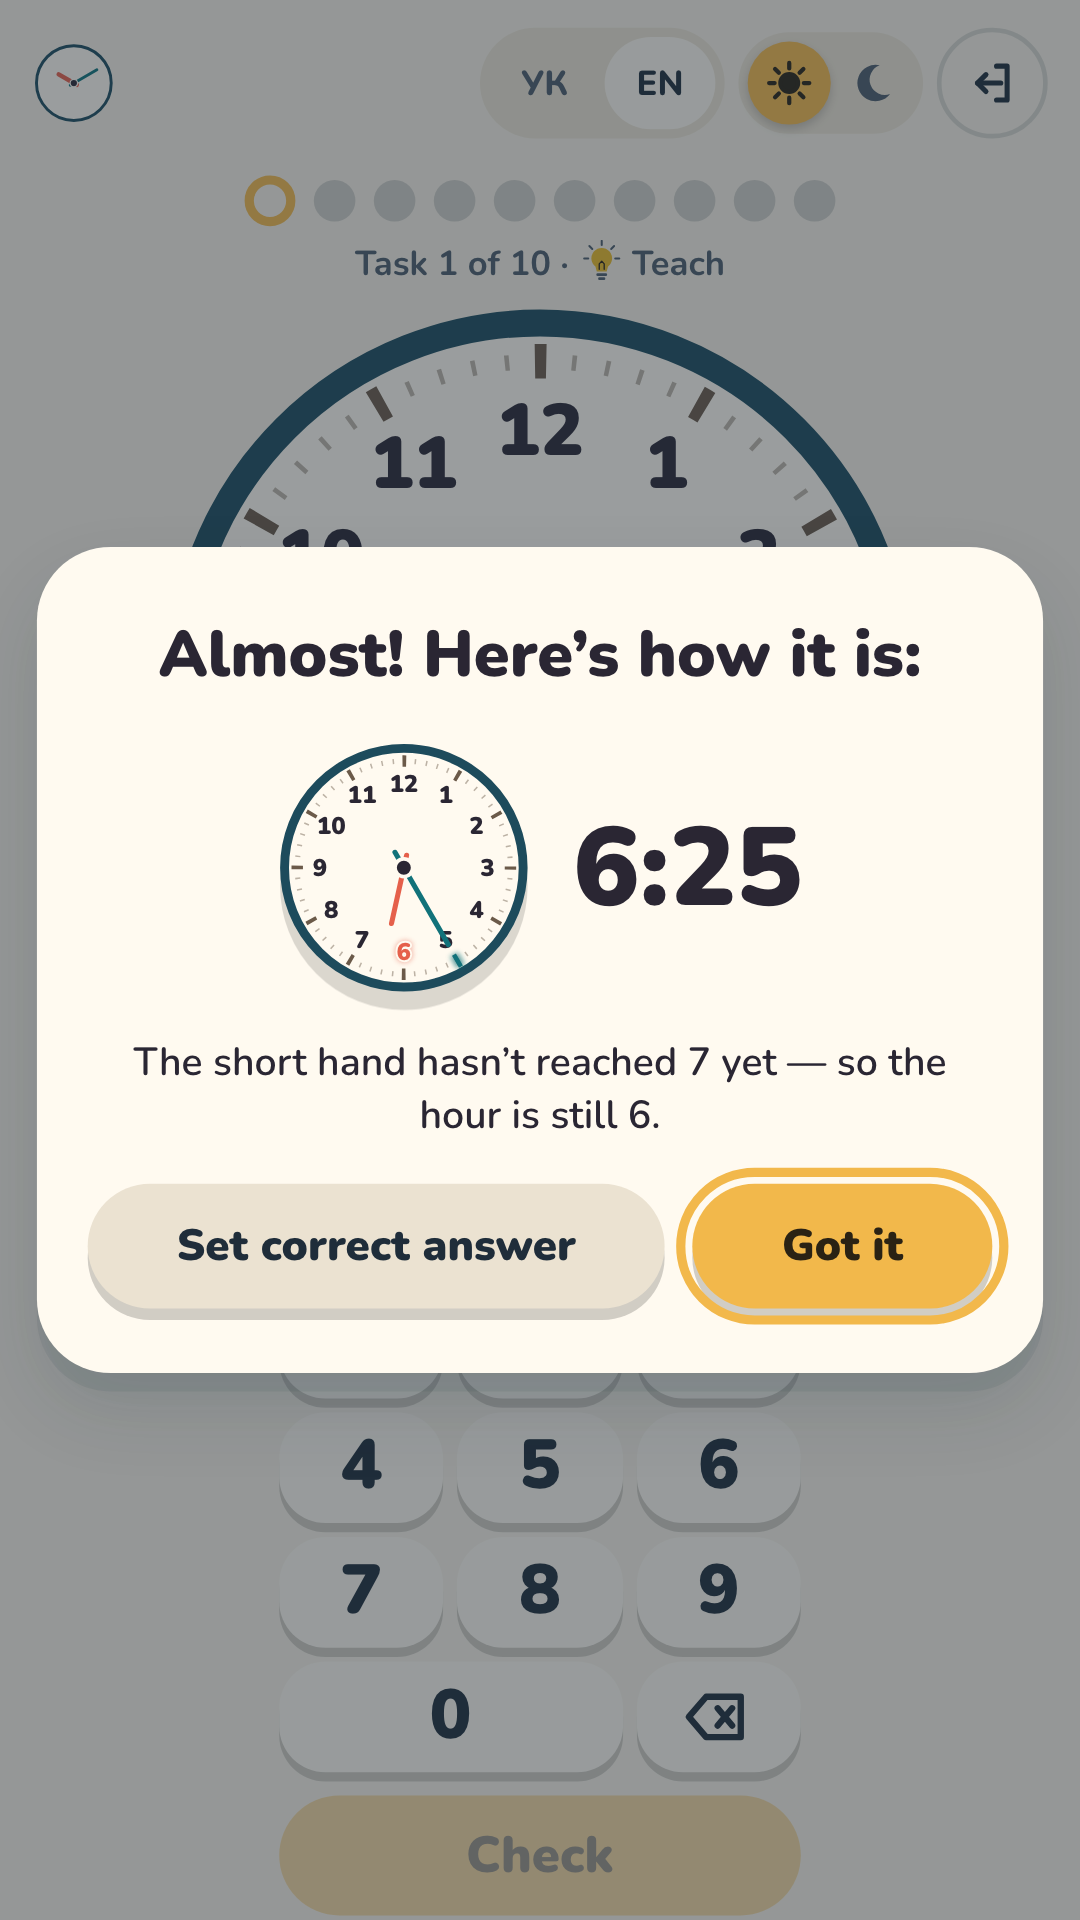 УК EN
Task 1 of 10 · Teach
12
11 1
10 2
Almost! Here’s how it is:
12
11 1
10 2
9 3
8 4
7 5
6
6:25
The short hand hasn’t reached 7 yet — so the
hour is still 6.
Set correct answer Got it
4 5 6
7 8 9
0
Check